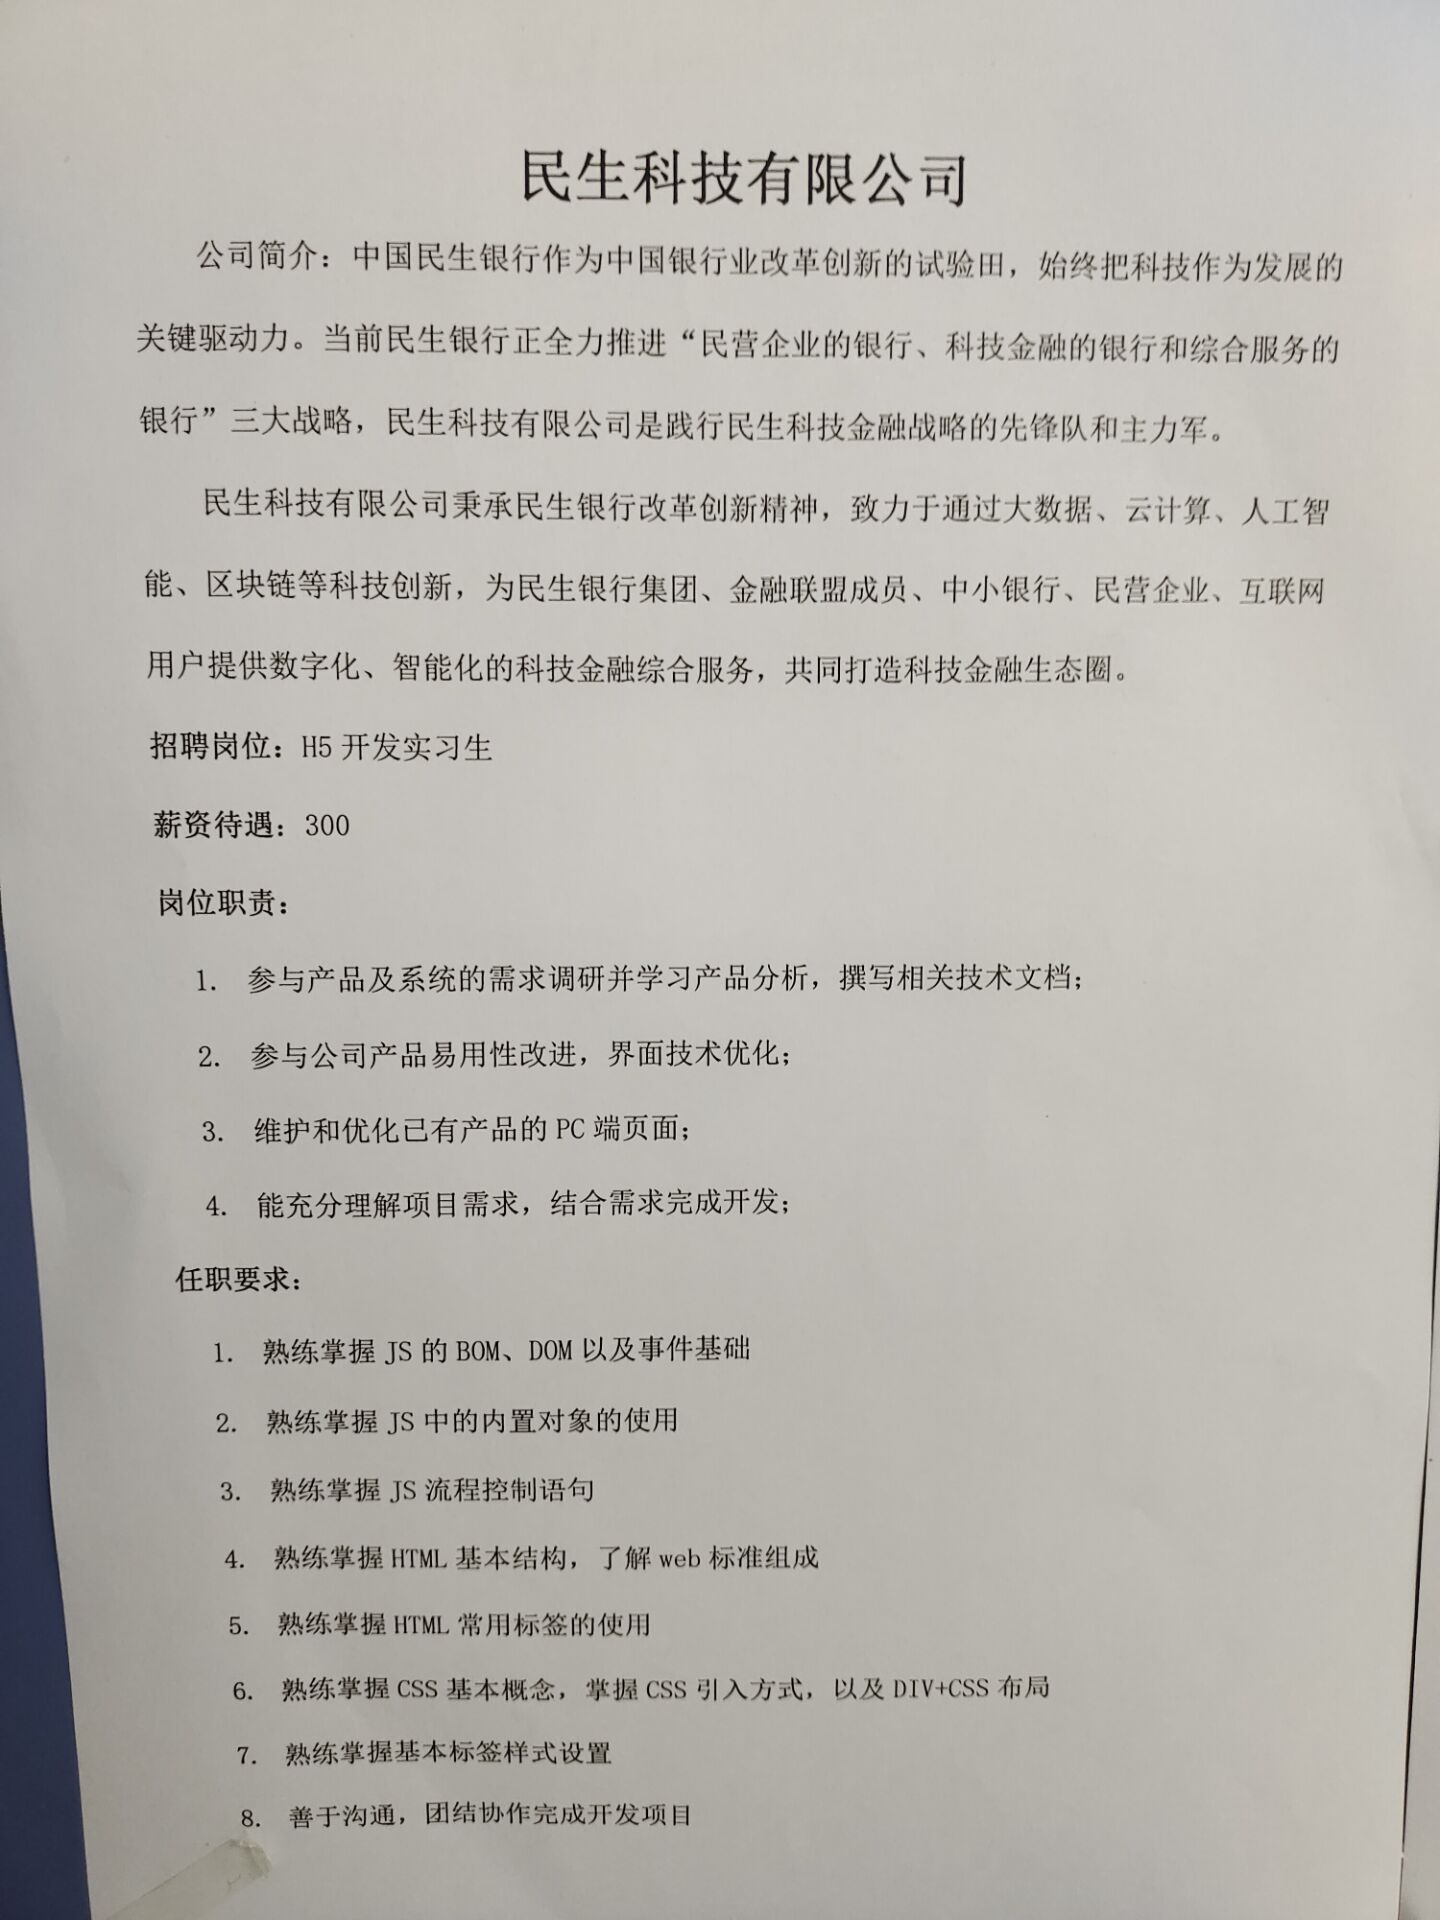 民生科技有限公司
公司简介：中国民生银行作为中国银行业改革创新的试验田，始终把科技作为发展的
关键驱动力。当前民生银行正全力推进“民营企业的银行、科技金融的银行和综合服务的
银行”三大战略，民生科技有限公司是践行民生科技金融战略的先锋队和主力军。
民生科技有限公司秉承民生银行改革创新精神，致力于通过大数据、云计算、人工智
能、区块链等科技创新，为民生银行集团、金融联盟成员、中小银行、民营企业、互联网
用户提供数字化、智能化的科技金融综合服务，共同打造科技金融生态圈。
招聘岗位：H5 开发实习生
薪资待遇：300
岗位职责：
1. 参与产品及系统的需求调研并学习产品分析，撰写相关技术文档；
2. 参与公司产品易用性改进，界面技术优化；
3. 维护和优化已有产品的 PC 端页面；
4. 能充分理解项目需求，结合需求完成开发；
任职要求：
1. 熟练掌握 JS 的 BOM、DOM 以及事件基础
2. 熟练掌握 JS 中的内置对象的使用
3. 熟练掌握 JS 流程控制语句
4. 熟练掌握 HTML 基本结构，了解 web 标准组成
5. 熟练掌握 HTML 常用标签的使用
6. 熟练掌握 CSS 基本概念，掌握 CSS 引入方式，以及 DIV+CSS 布局
7. 熟练掌握基本标签样式设置
8. 善于沟通，团结协作完成开发项目